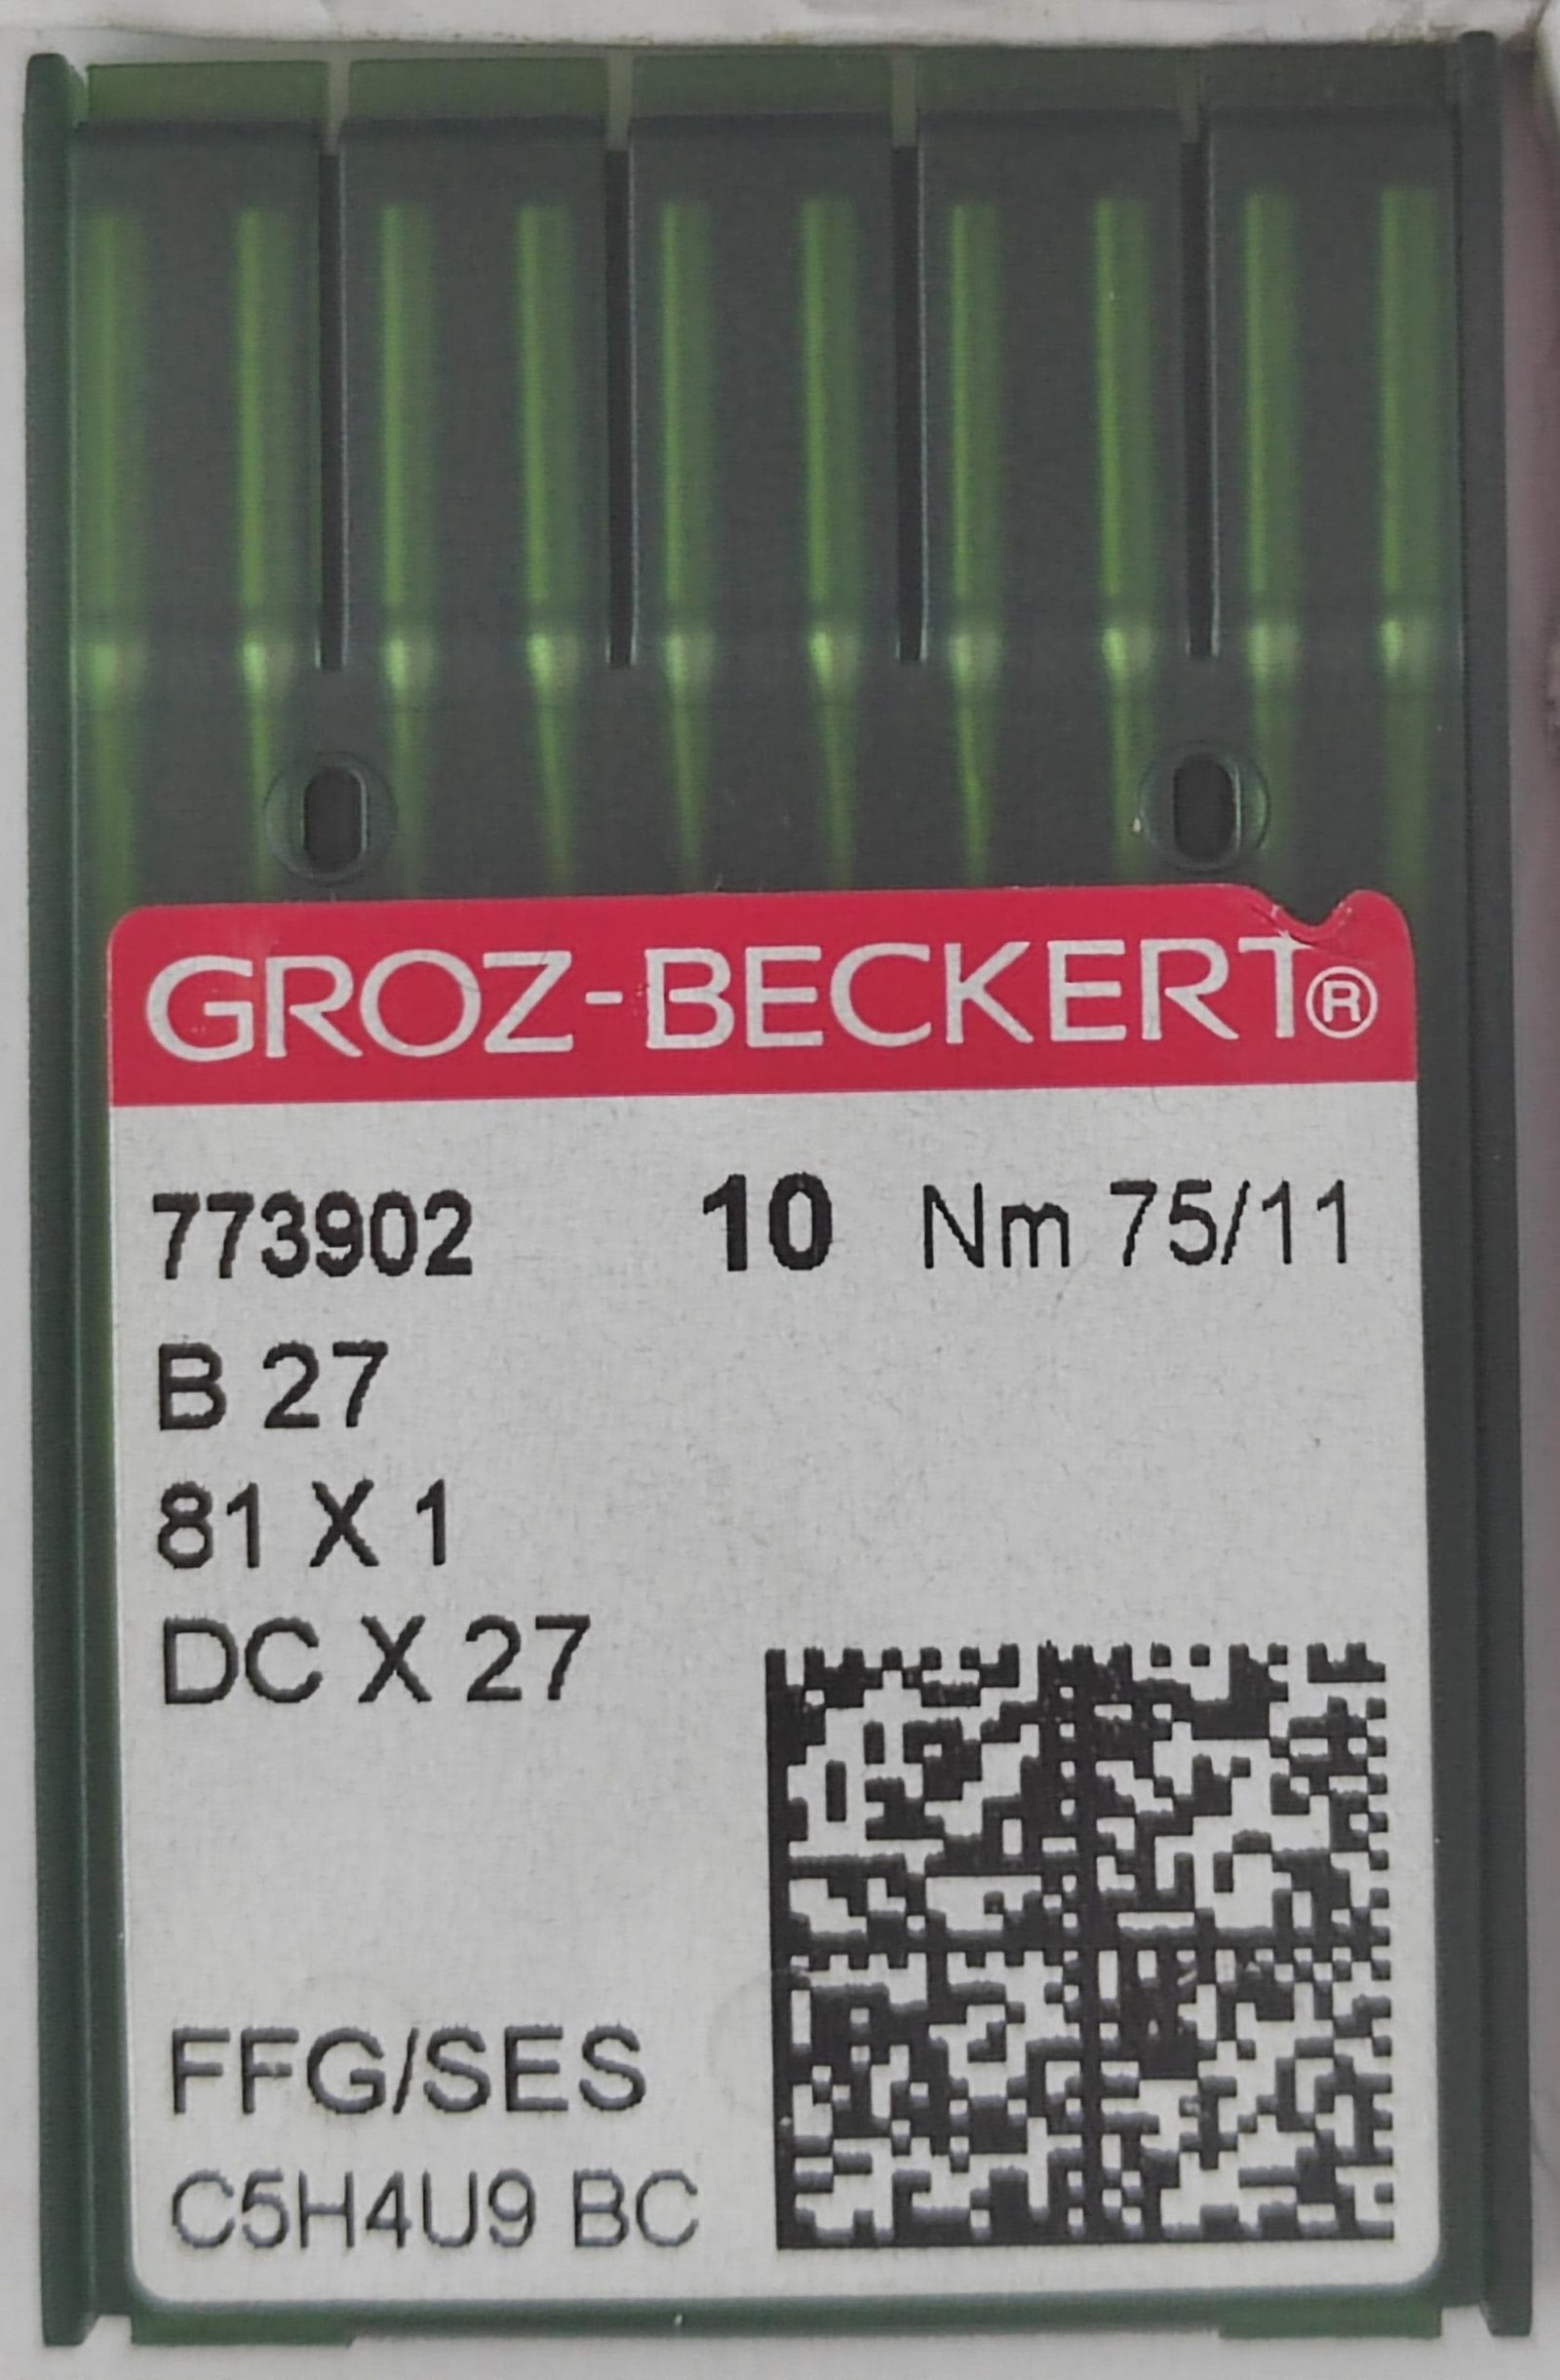 GROZ-BECKERT®
773902 10 Nm 75/11
B 27
81 X 1
DC X 27
FFG/SES
C5H4U9 BC